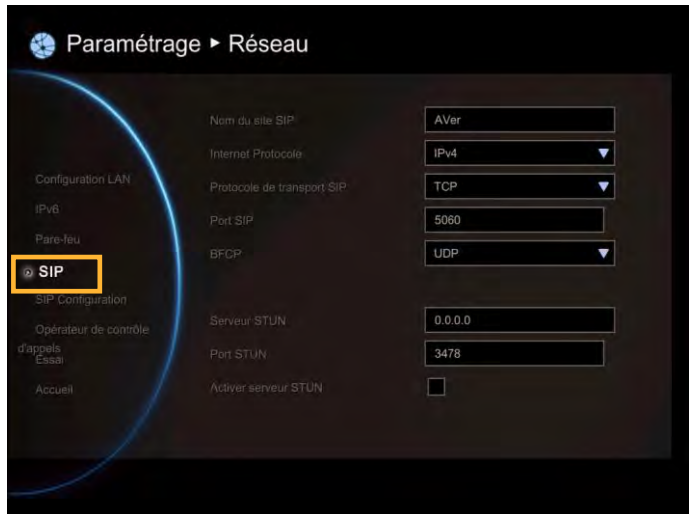 Paramétrage ▸ Réseau
Configuration LAN
IPv6
Pare-feu
SIP
SIP Configuration
Opérateur de contrôle
d'appels
Essai
Accueil
Nom du site SIP AVer
Internet Protocole IPv4
Protocole de transport SIP TCP
Port SIP 5060
BFCP UDP
Serveur STUN 0.0.0.0
Port STUN 3478
Activer serveur STUN